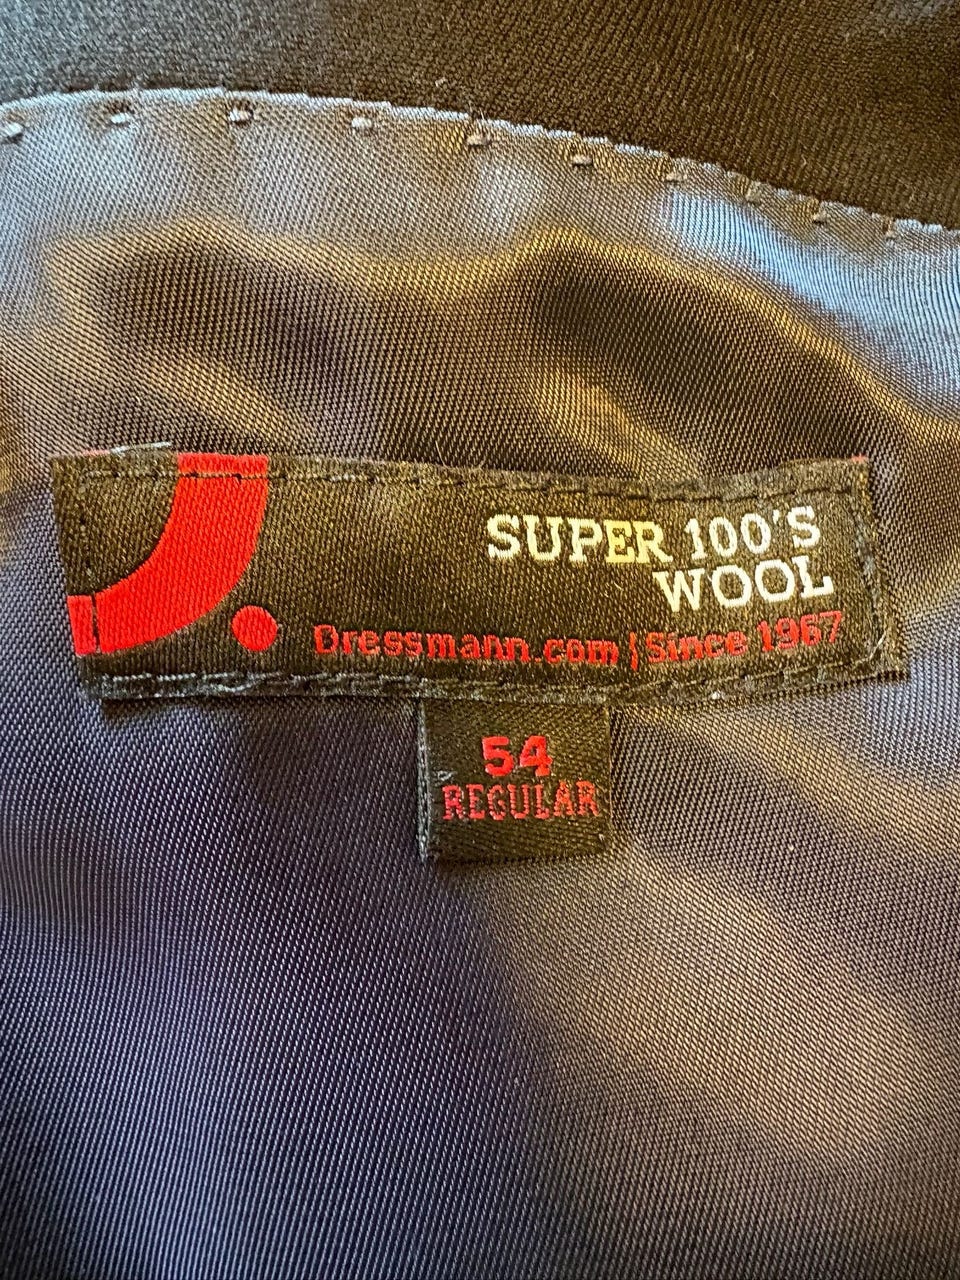 SUPER 100'S
WOOL
Dressmann.com | Since 1967
54
REGULAR